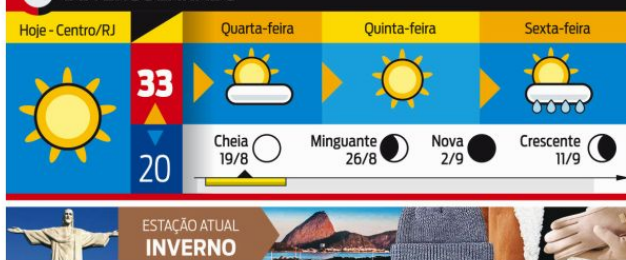 Hoje - Centro/RJ
33
20
Quarta-feira
Quinta-feira
Sexta-feira
Cheia
19/8
Minguante
26/8
Nova
2/9
Crescente
11/9
ESTAÇÃO ATUAL
INVERNO